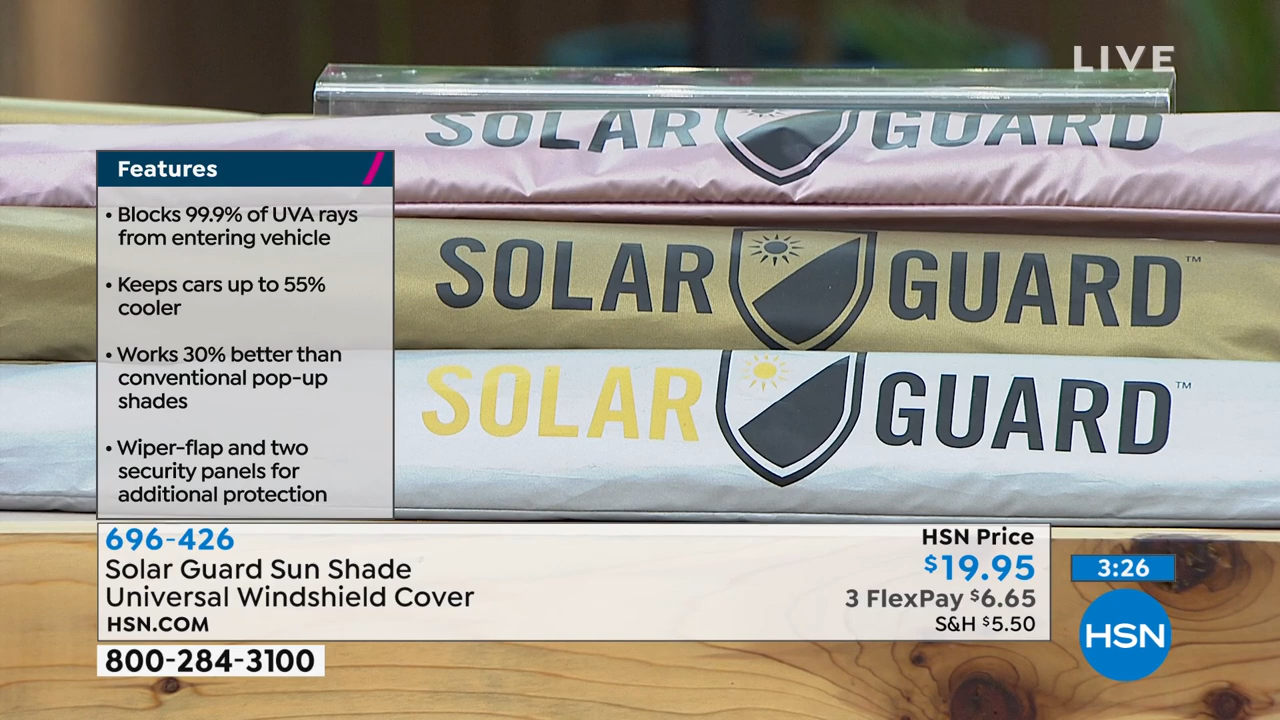 LIVE
SOLAR GUARD
Features
• Blocks 99.9% of UVA rays
from entering vehicle
• Keeps cars up to 55%
cooler
• Works 30% better than
conventional pop-up
shades
• Wiper-flap and two
security panels for
additional protection
SOLAR GUARD™
SOLAR GUARD™
696-426
Solar Guard Sun Shade
Universal Windshield Cover
HSN.COM
HSN Price
$19.95
3 FlexPay $6.65
S&H $5.50
3:26
HSN
800-284-3100